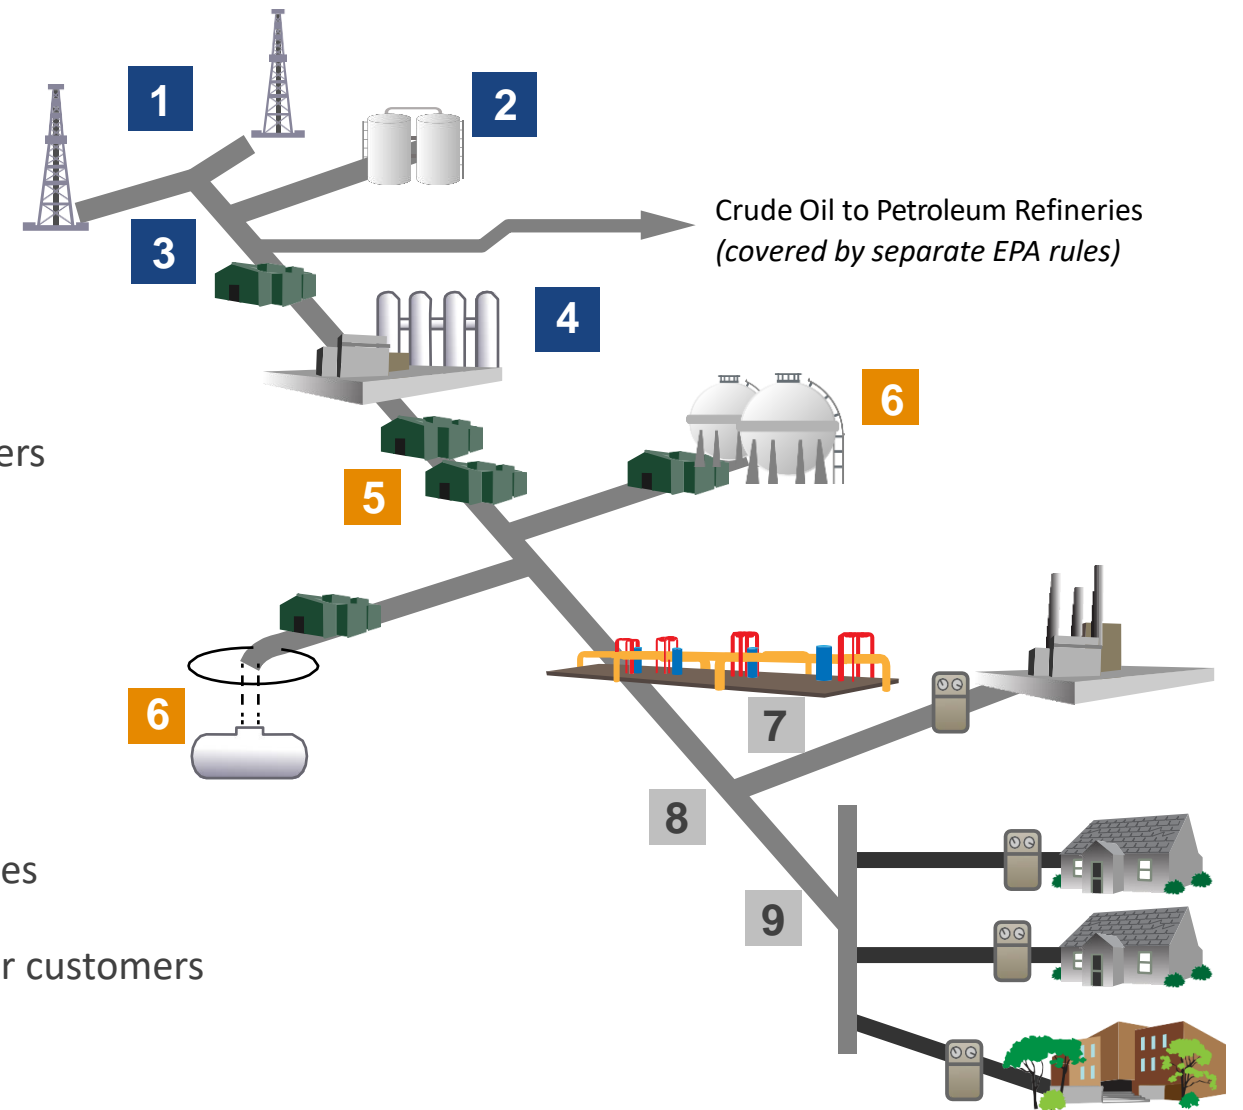 1
2
Crude Oil to Petroleum Refineries
(covered by separate EPA rules)
3
4
6
ers
5
6
7
8
es
9
r customers